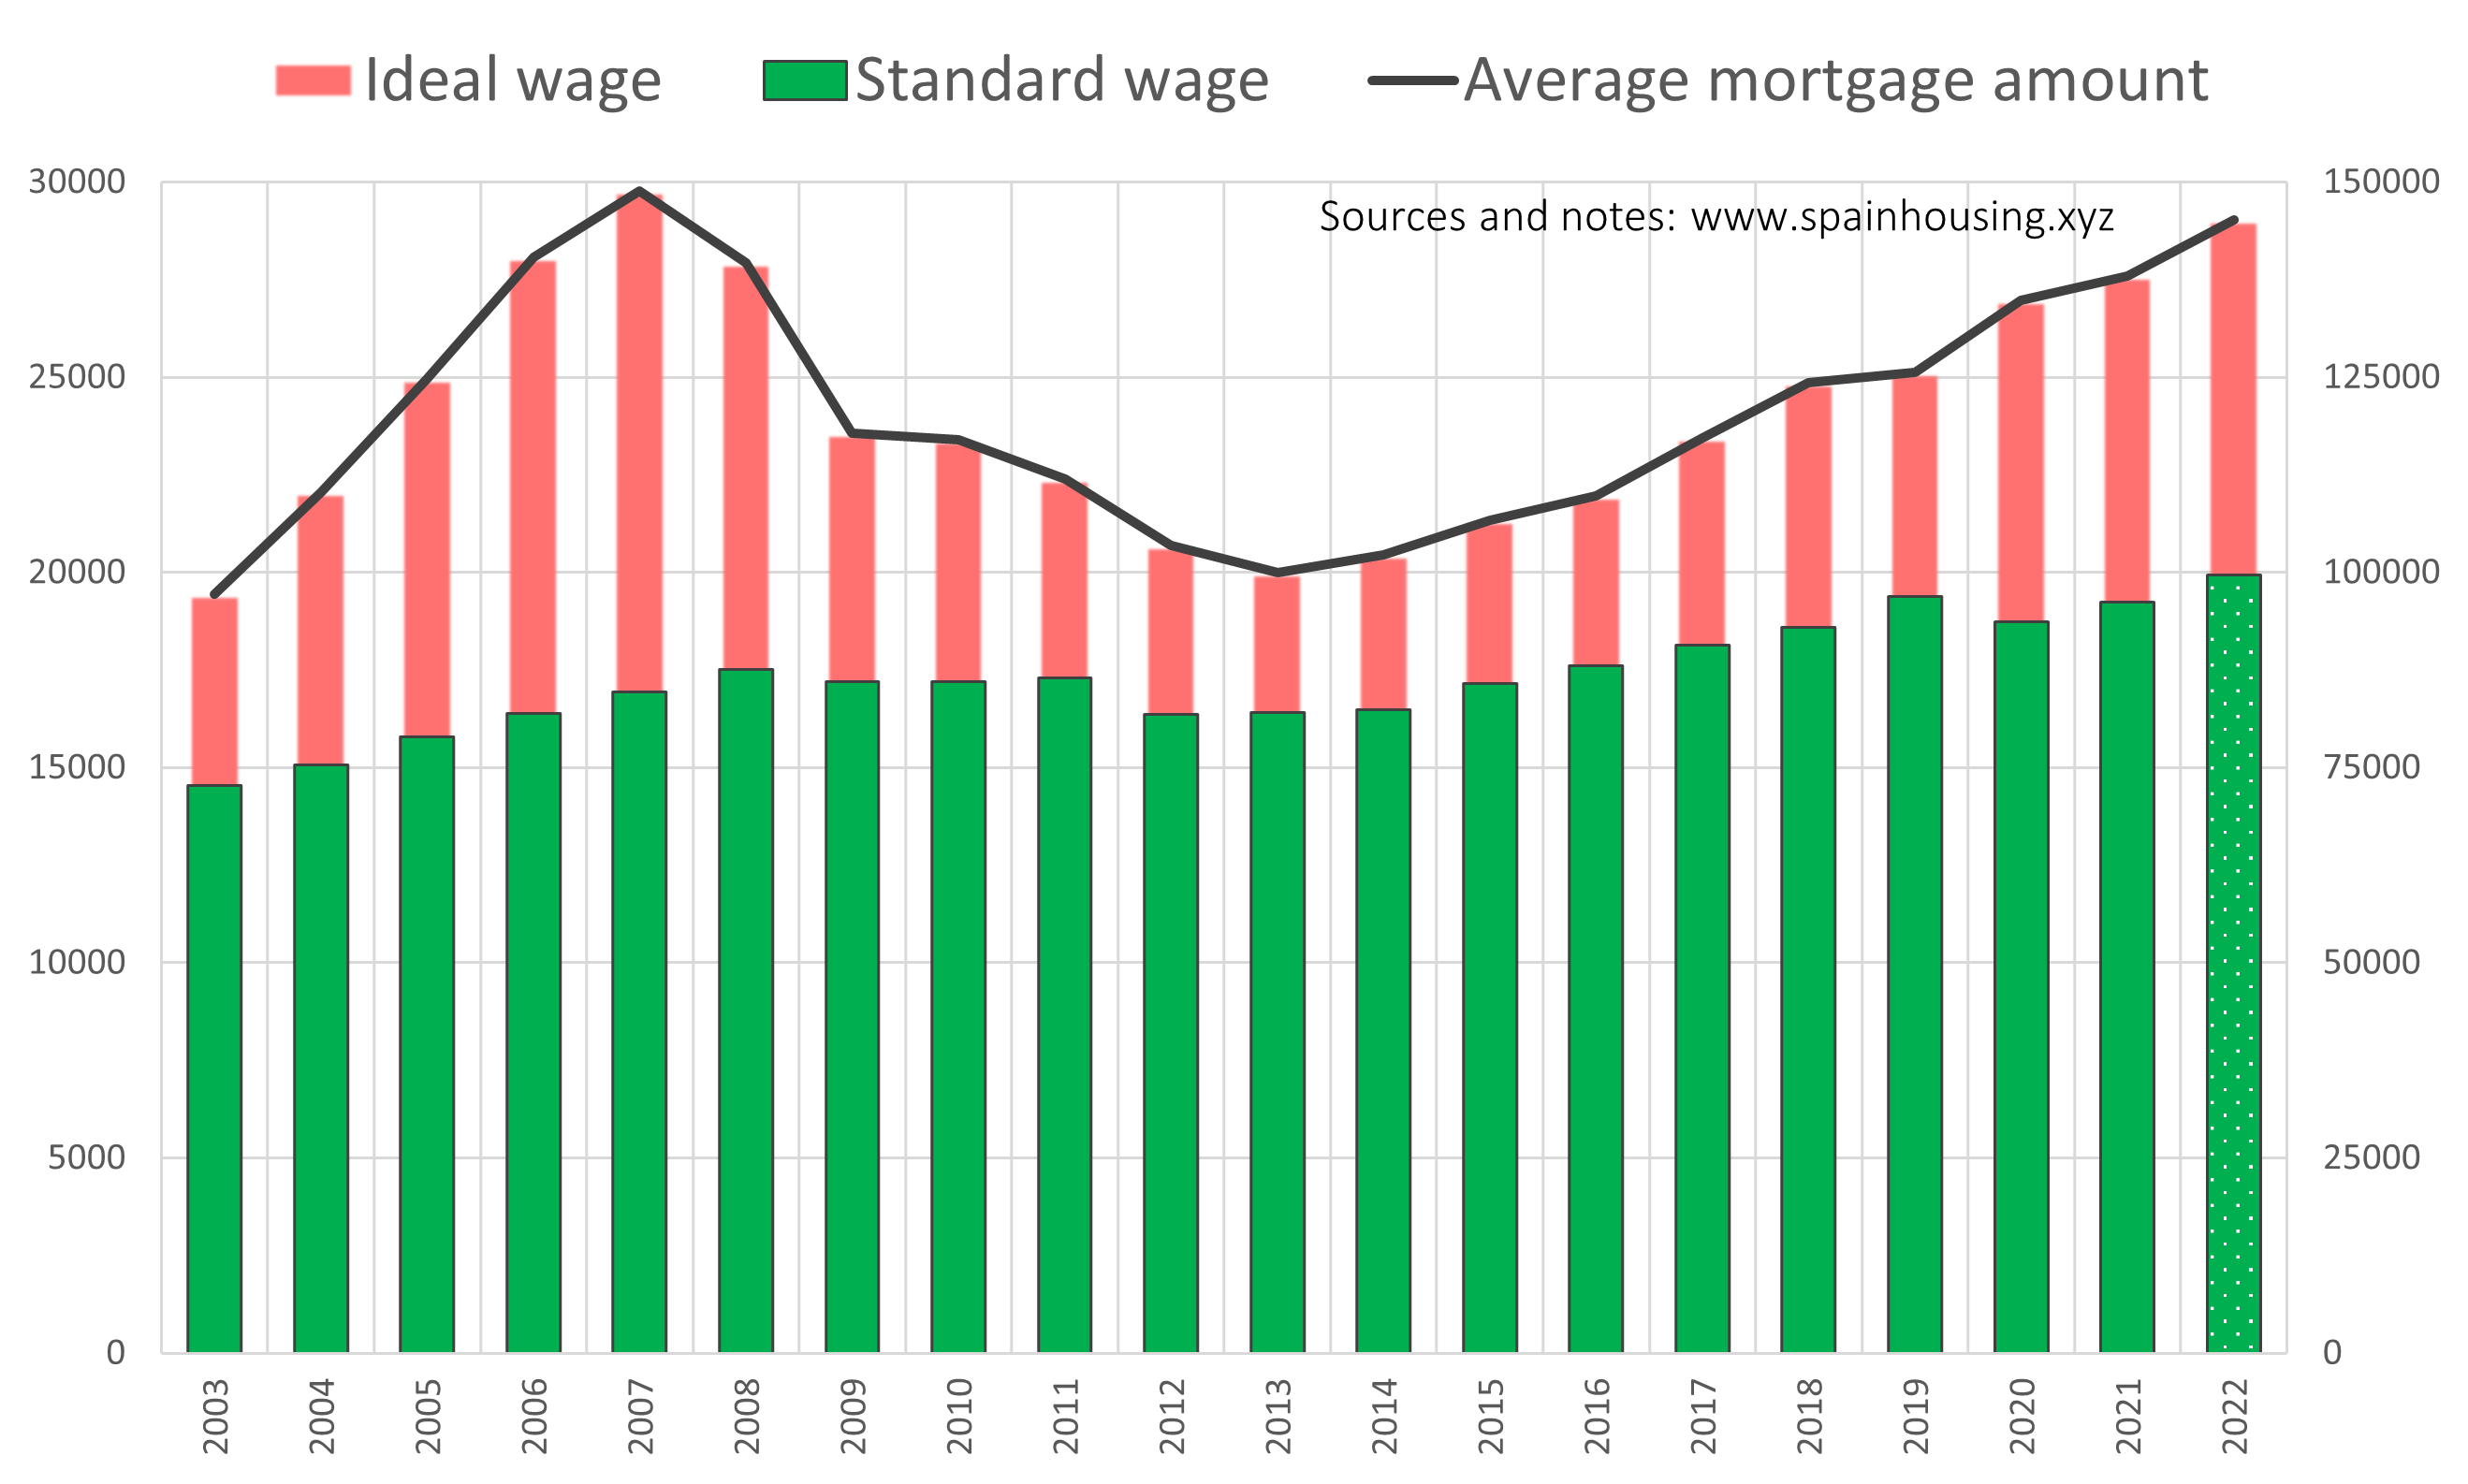 Ideal wage Standard wage Average mortgage amount
30000 150000
Sources and notes: www.spainhousing.xyz
25000 125000
20000 100000
15000 75000
10000 50000
5000 25000
0 0
2003 2004 2005 2006 2007 2008 2009 2010 2011 2012 2013 2014 2015 2016 2017 2018 2019 2020 2021 2022